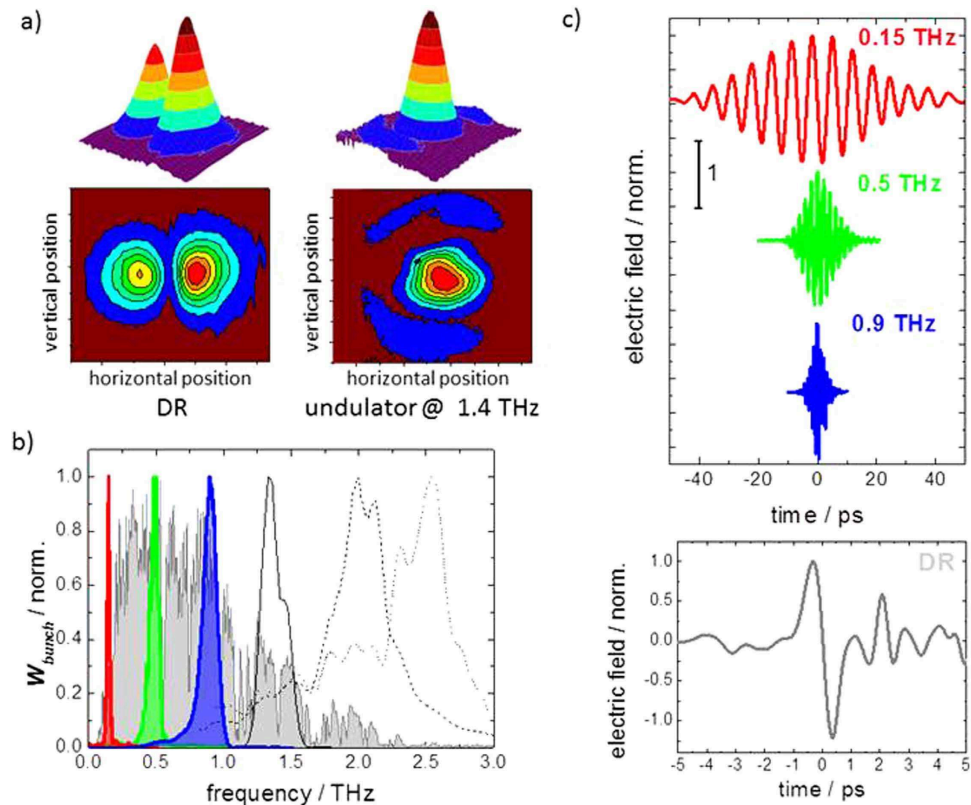 a)
vertical position
horizontal position
DR
vertical position
horizontal position
undulator @ 1.4 THz
b)
W bunch / norm.
1.0
0.8
0.6
0.4
0.2
0.0
0.0 0.5 1.0 1.5 2.0 2.5 3.0
frequency / THz
c)
0.15 THz
1
0.5 THz
0.9 THz
electric field / norm.
-40 -20 0 20 40
time / ps
DR
electric field / norm.
1.0
0.5
0.0
-0.5
-1.0
-5 -4 -3 -2 -1 0 1 2 3 4 5
time / ps